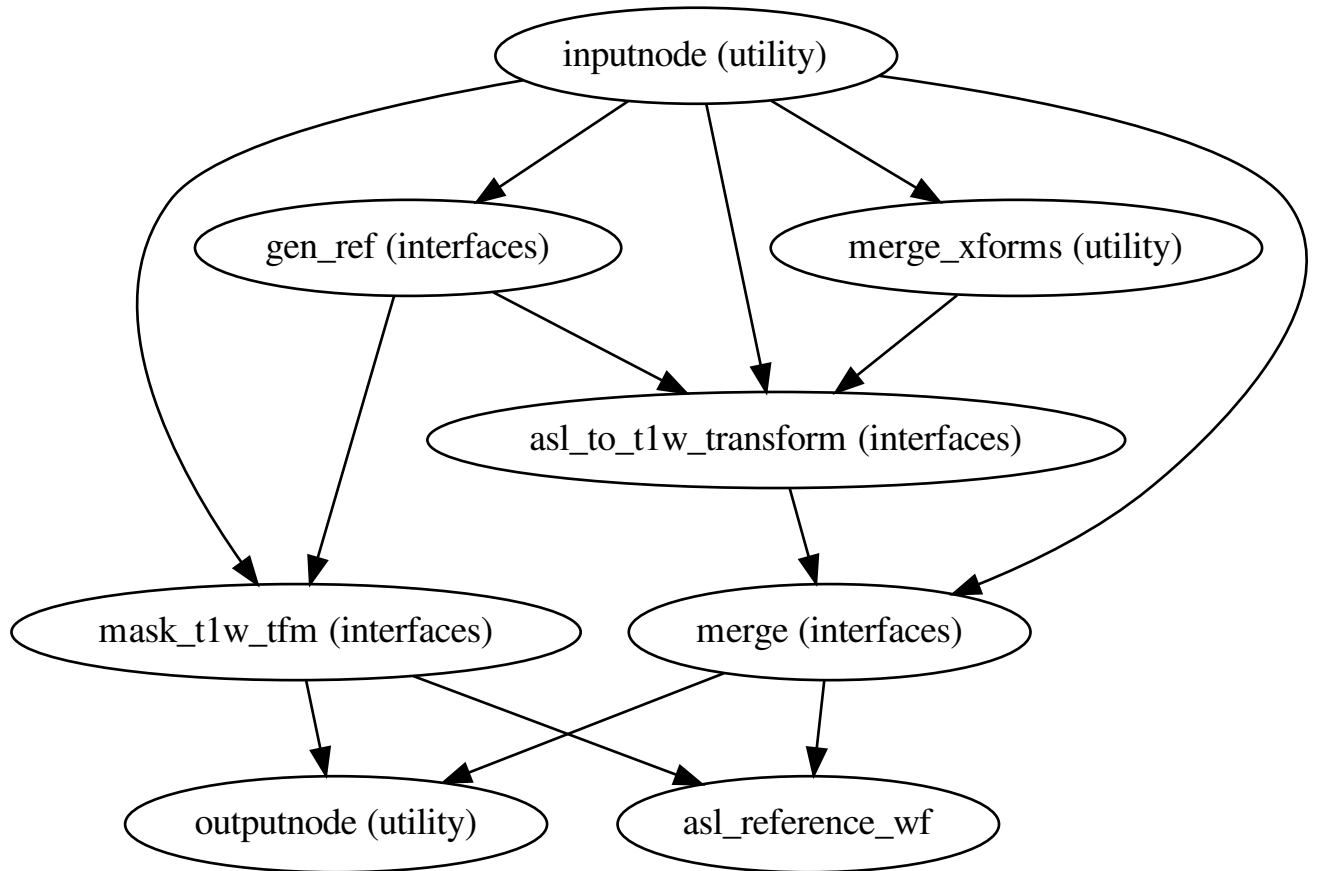 inputnode (utility)
gen_ref (interfaces)
merge_xforms (utility)
asl_to_t1w_transform (interfaces)
mask_t1w_tfm (interfaces)
merge (interfaces)
outputnode (utility)
asl_reference_wf